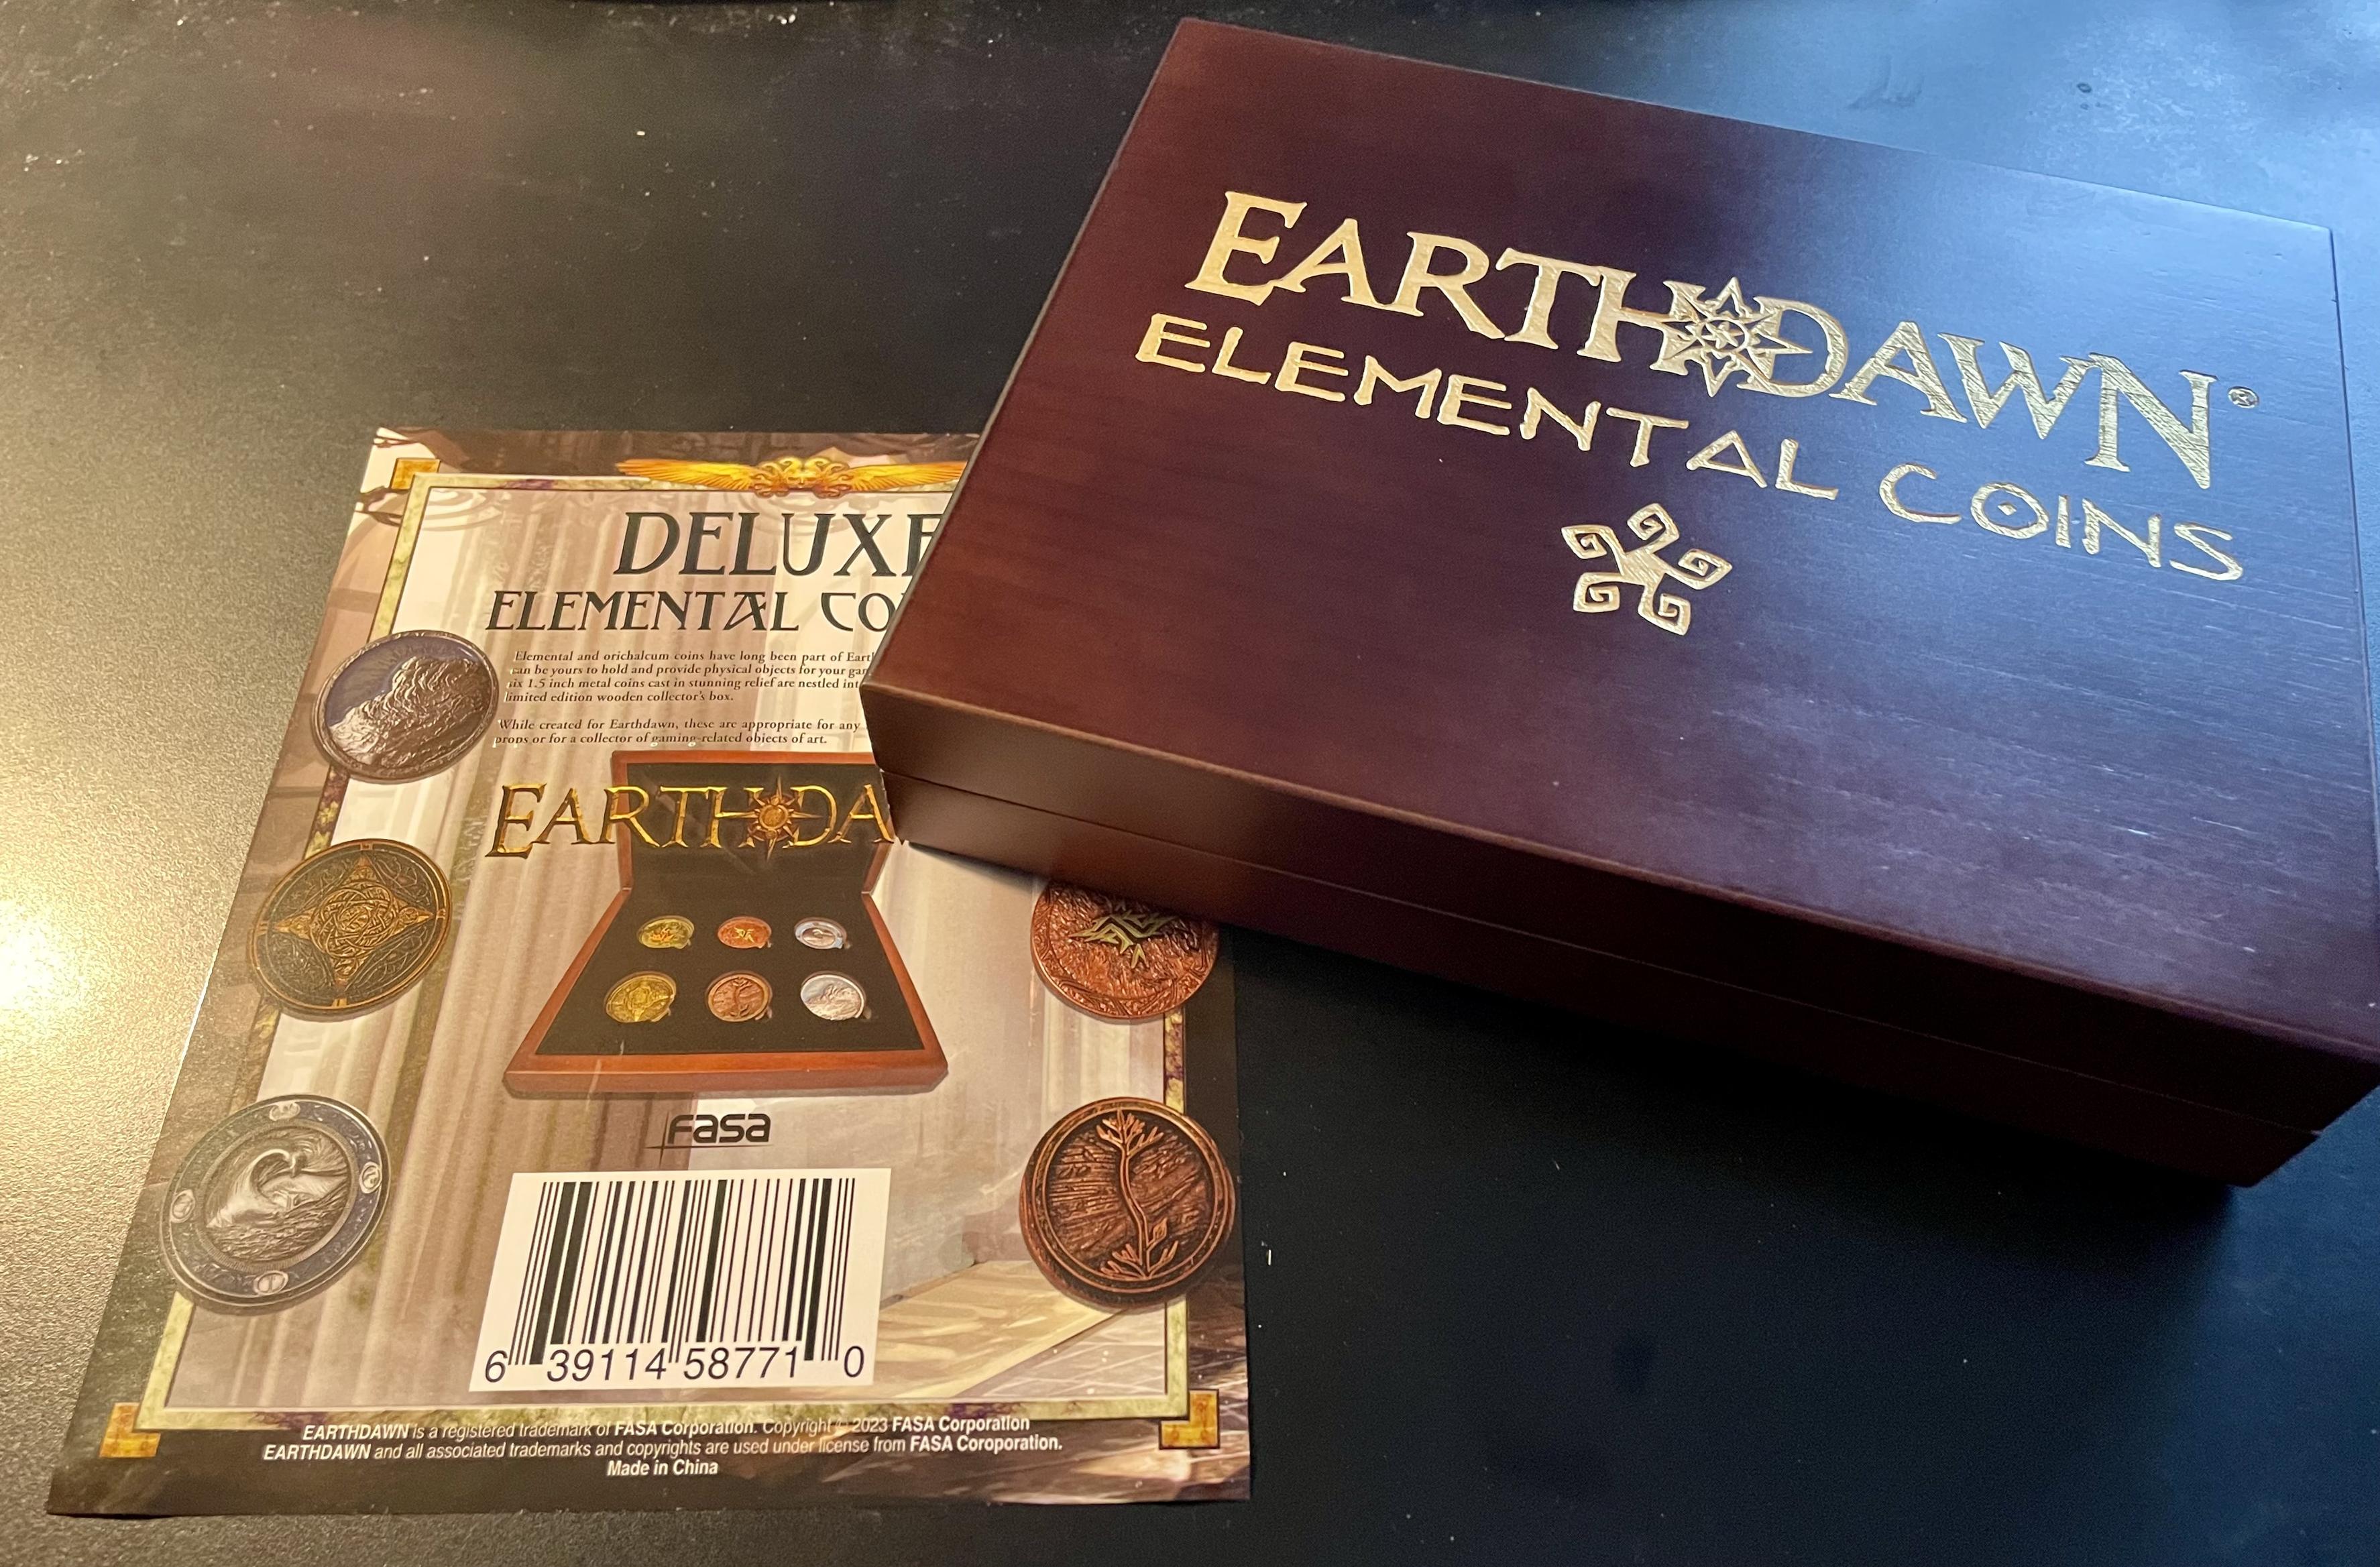 EARTHDAWN®
ELEMENTAL COINS
DELUXE
ELEMENTAL CO
Elemental and orichalcum coins have long been part of Eart
can be yours to hold and provide physical objects for your ga
six 1.5 inch metal coins cast in stunning relief are nestled int
limited edition wooden collector's box.
While created for Earthdawn, these are appropriate for any
props or for a collector of gaming-related objects of art.
EARTHDA
fasa
6 39114 58771 0
EARTHDAWN is a registered trademark of FASA Corporation. Copyright © 2023 FASA Corporation
EARTHDAWN and all associated trademarks and copyrights are used under license from FASA Coroporation.
Made in China